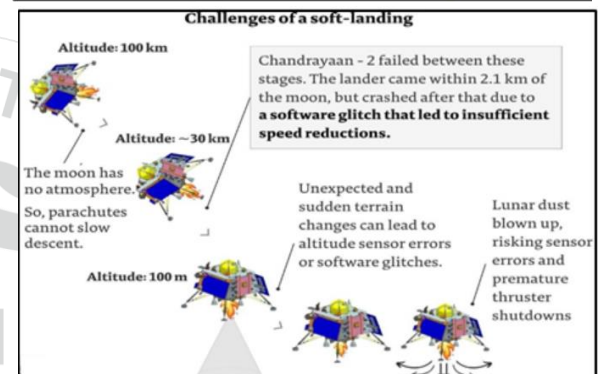 Challenges of a soft-landing
Altitude: 100 km
Chandrayaan - 2 failed between these
stages. The lander came within 2.1 km of
the moon, but crashed after that due to
a software glitch that led to insufficient
speed reductions.
Altitude: ~30 km
The moon has
no atmosphere.
So, parachutes
cannot slow
descent.
Unexpected and
sudden terrain
changes can lead to
altitude sensor errors
or software glitches.
Lunar dust
blown up,
risking sensor
errors and
premature
thruster
shutdowns
Altitude: 100 m